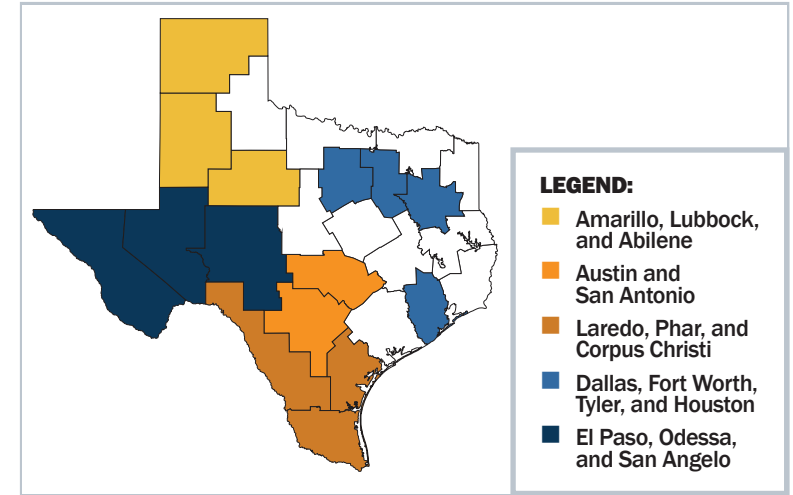 LEGEND:
Amarillo, Lubbock,
and Abilene
Austin and
San Antonio
Laredo, Phar, and
Corpus Christi
Dallas, Fort Worth,
Tyler, and Houston
El Paso, Odessa,
and San Angelo